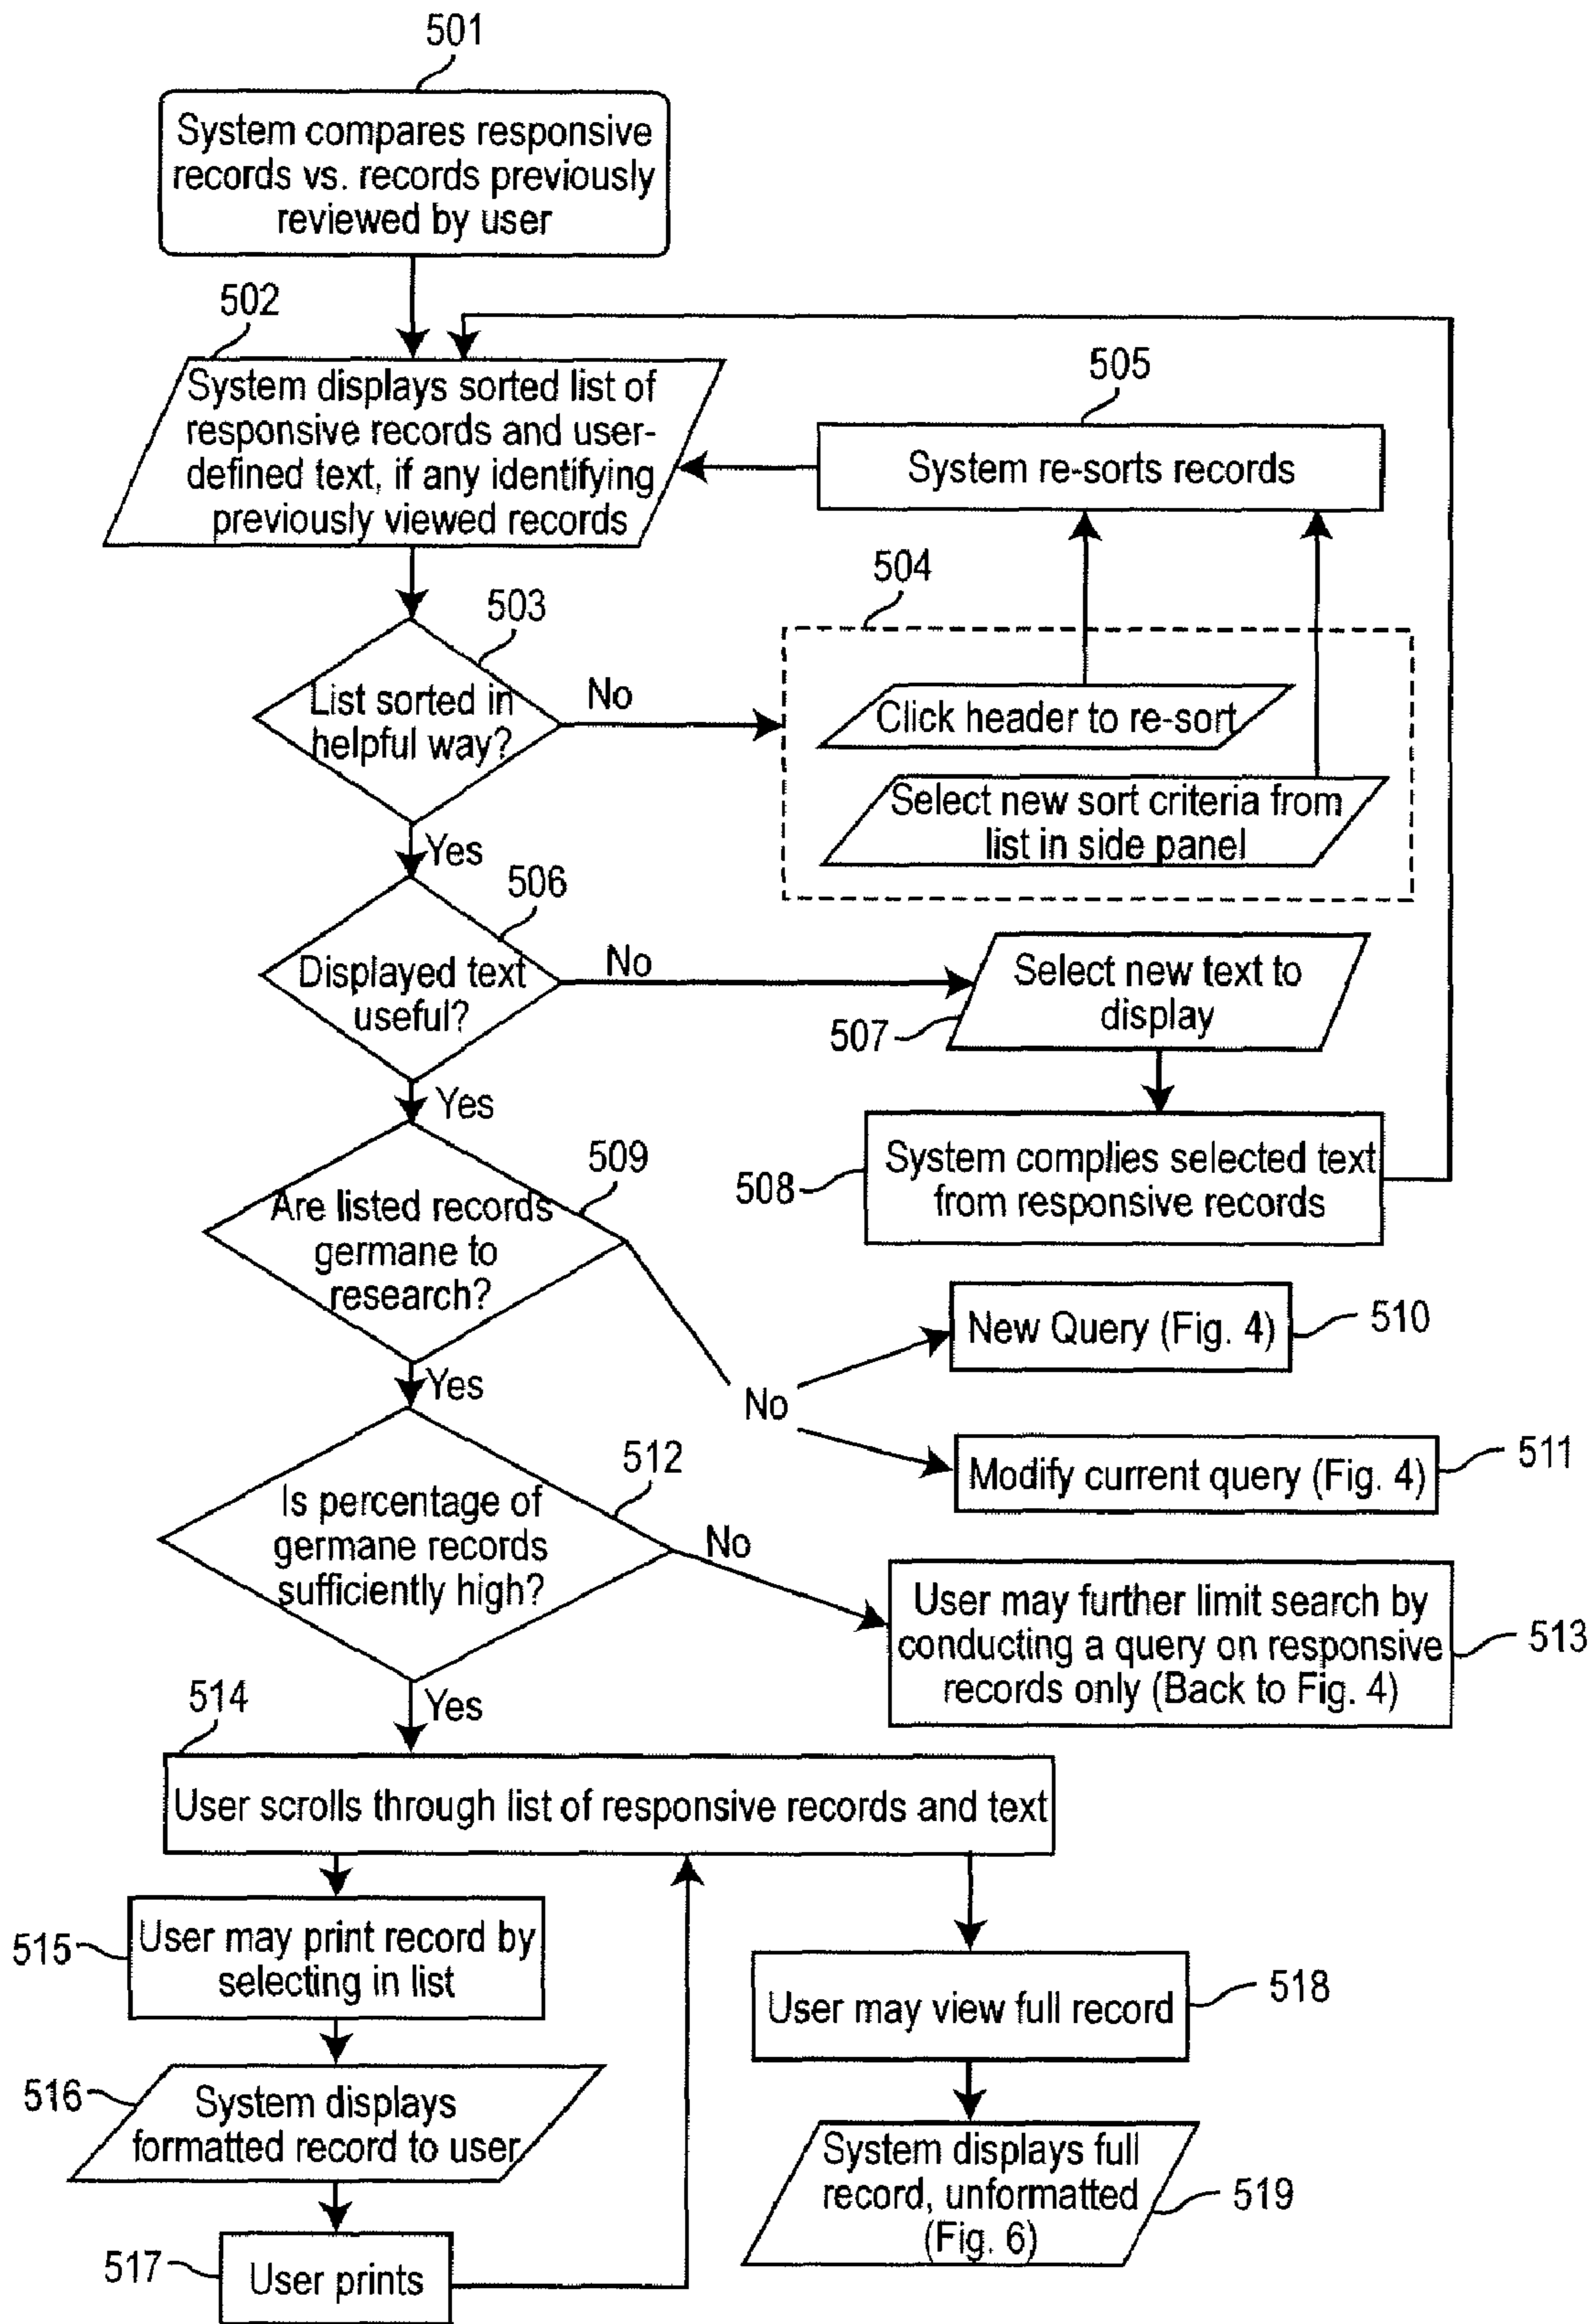 501
System compares responsive
records vs. records previously
reviewed by user
502
System displays sorted list of
responsive records and user-
defined text, if any identifying
previously viewed records
505
System re-sorts records
504
503
List sorted in
helpful way?
No
Click header to re-sort
Select new sort criteria from
list in side panel
Yes
506
Displayed text
useful?
No
Select new text to
display
507
Yes
509
Are listed records
germane to
research?
508
System complies selected text
from responsive records
New Query (Fig. 4)
510
No
Yes
Modify current query (Fig. 4)
511
512
Is percentage of
germane records
sufficiently high?
No
User may further limit search by
conducting a query on responsive
records only (Back to Fig. 4)
513
Yes
514
User scrolls through list of responsive records and text
515
User may print record by
selecting in list
518
User may view full record
516
System displays
formatted record to user
System displays full
record, unformatted
(Fig. 6)
519
517
User prints